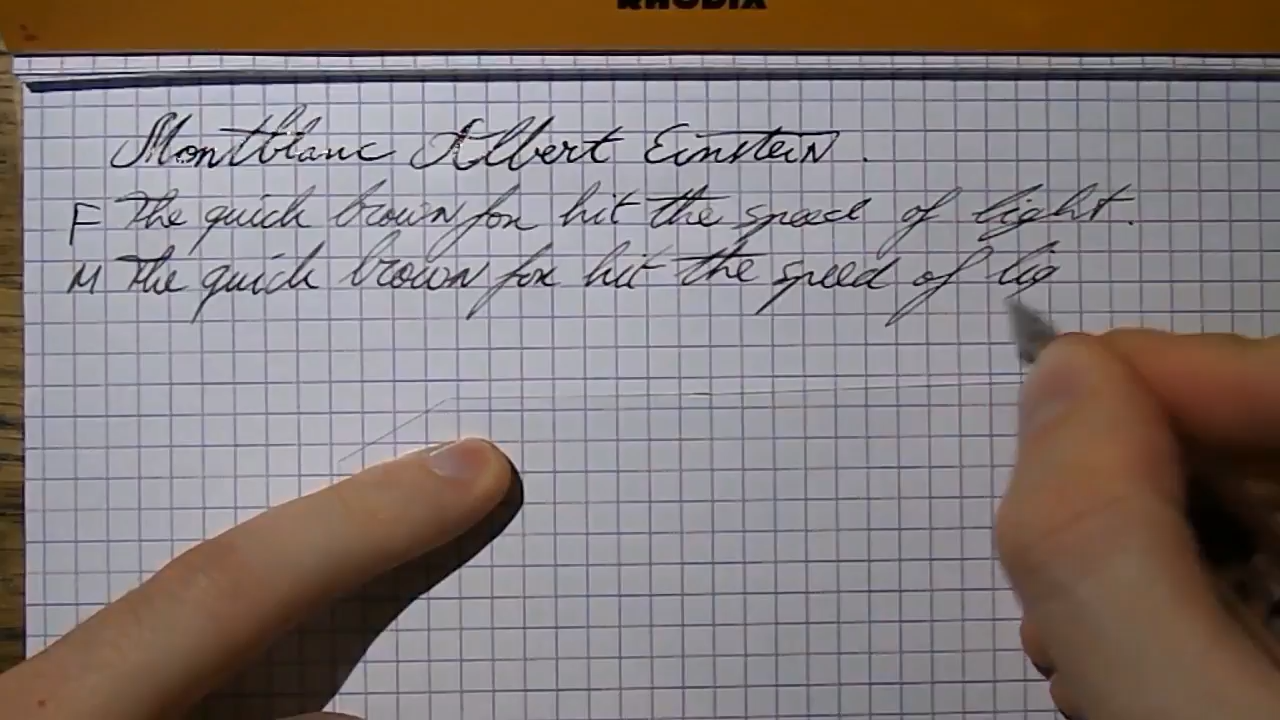 RHODIA
Montblanc Albert Einstein.
F The quick brown fox hit the speed of light.
M The quick brown fox hit the speed of lig